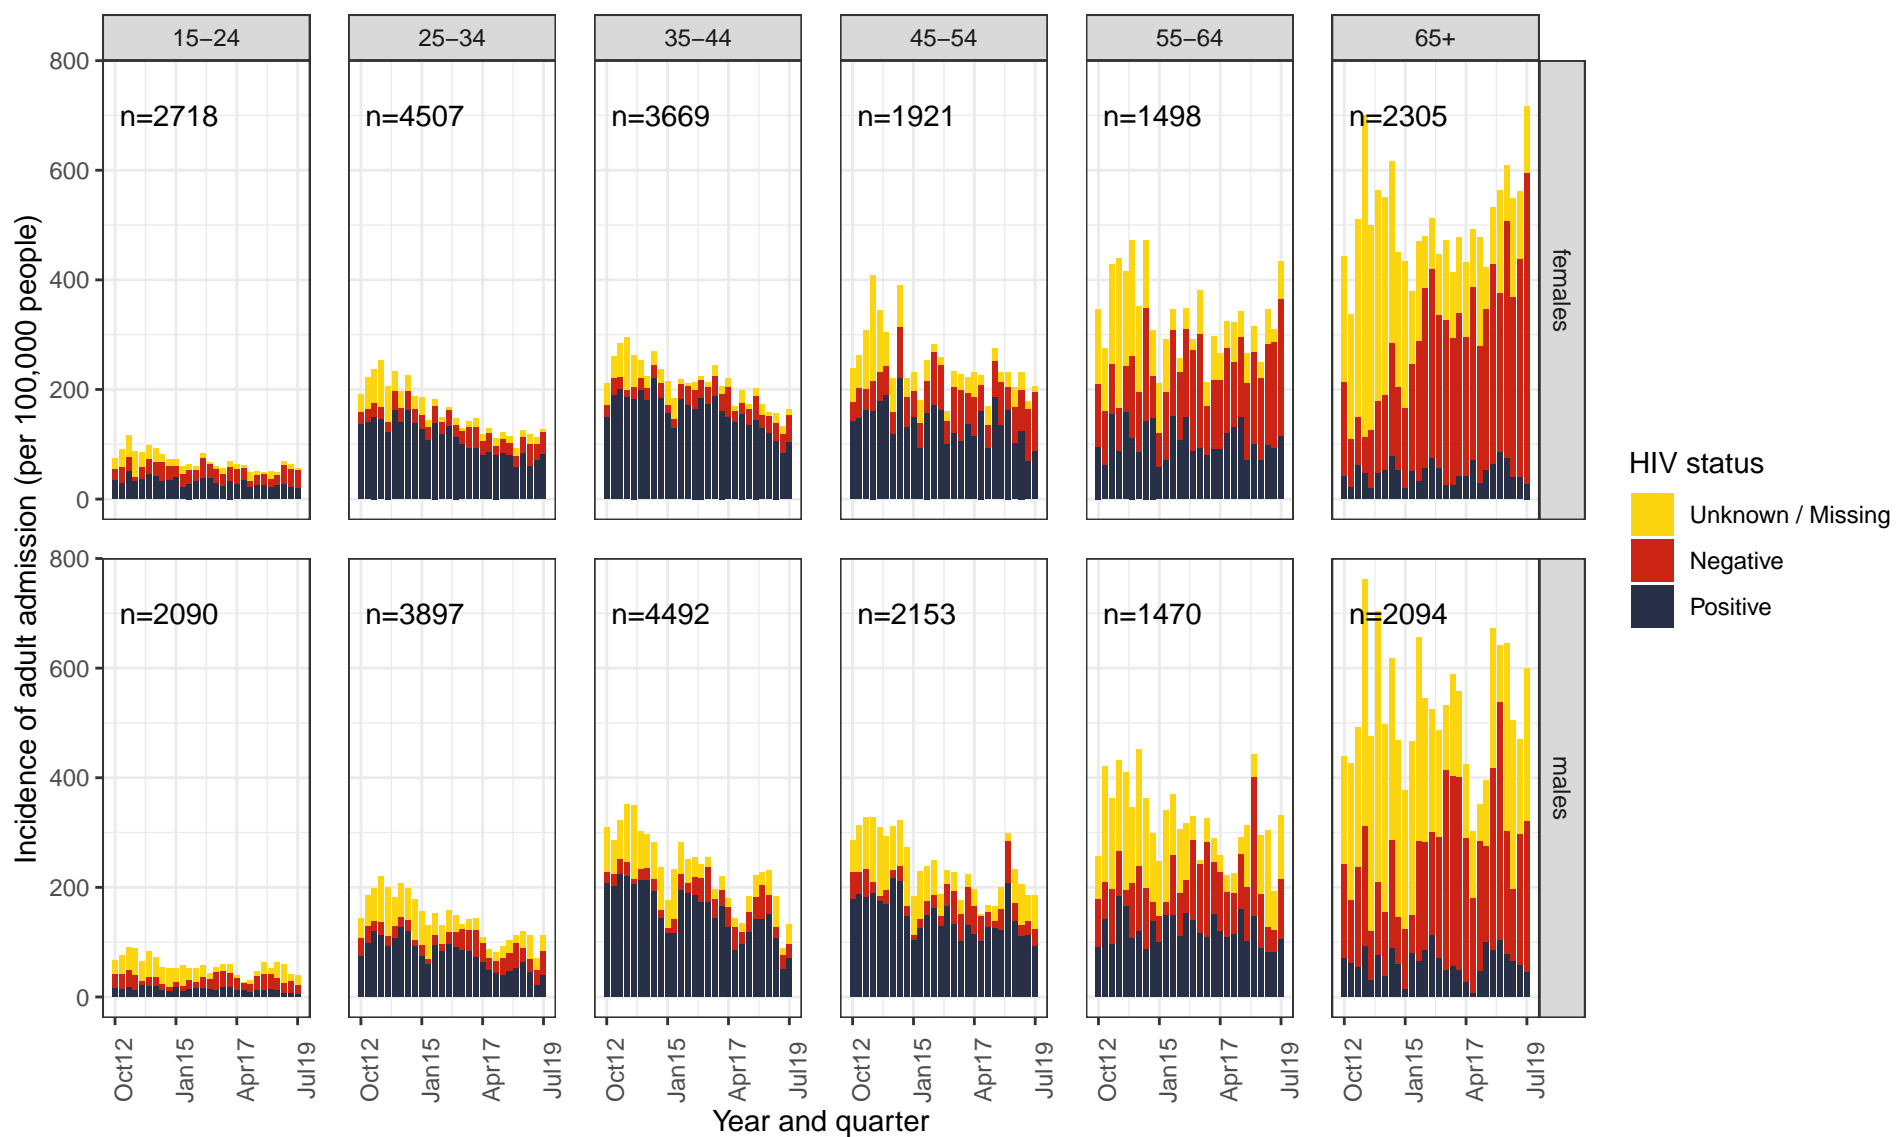 15−24 25−34 35−44 45−54 55−64 65+
800 n=2718 n=4507 n=3669 n=1921 n=1498 n=2305
600
400
200
0
females
800 n=2090 n=3897 n=4492 n=2153 n=1470 n=2094
600
400
200
0
males
Incidence of adult admission (per 100,000 people)
Oct12 Jan15 Apr17 Jul19 Oct12 Jan15 Apr17 Jul19 Oct12 Jan15 Apr17 Jul19 Oct12 Jan15 Apr17 Jul19 Oct12 Jan15 Apr17 Jul19 Oct12 Jan15 Apr17 Jul19
Year and quarter
HIV status
Unknown / Missing
Negative
Positive